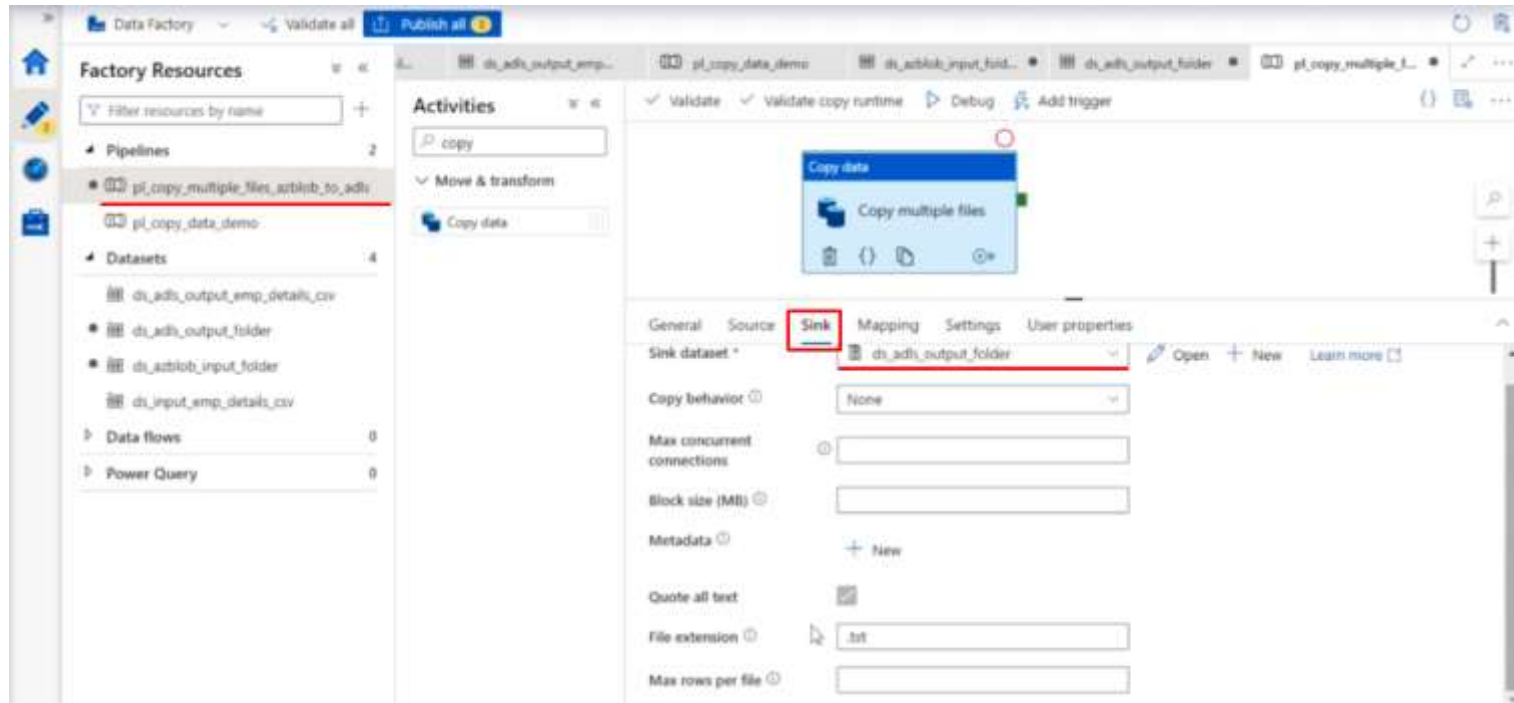 Data Factory
Validate all
Publish all
ds_adls_output_emp...
pl_copy_data_demo
ds_azblob_input_fold...
ds_adls_output_folder
pl_copy_multiple_f...
Factory Resources
Filter resources by name
Pipelines 2
pl_copy_multiple_files_azblob_to_adls
pl_copy_data_demo
Datasets 4
ds_adls_output_emp_details_csv
ds_adls_output_folder
ds_azblob_input_folder
ds_input_emp_details_csv
Data flows 0
Power Query 0
Activities
copy
Move & transform
Copy data
Validate Validate copy runtime Debug Add trigger
Copy data
Copy multiple files
General Source Sink Mapping Settings User properties
Sink dataset * ds_adls_output_folder Open New Learn more
Copy behavior None
Max concurrent
connections
Block size (MB)
Metadata New
Quote all text
File extension .txt
Max rows per file